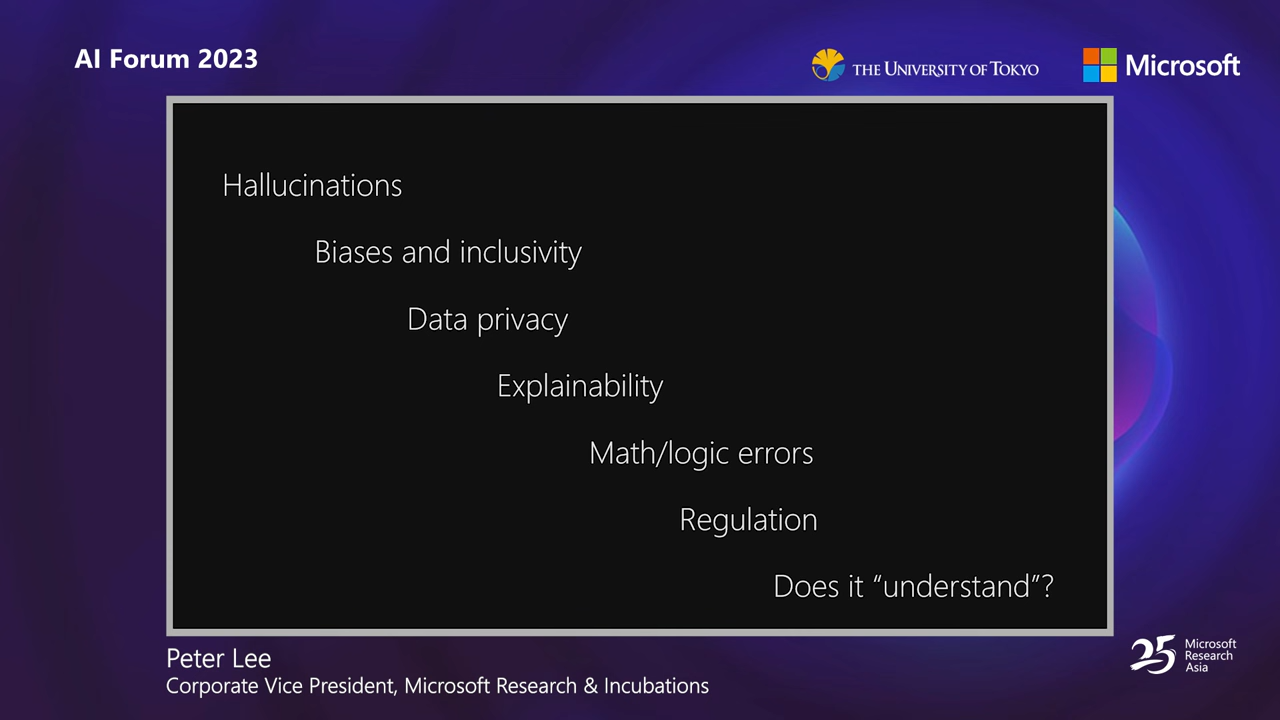 AI Forum 2023
THE UNIVERSITY OF TOKYO
Microsoft
Hallucinations
Biases and inclusivity
Data privacy
Explainability
Math/logic errors
Regulation
Does it “understand”?
Peter Lee
Corporate Vice President, Microsoft Research & Incubations
25
Microsoft
Research
Asia